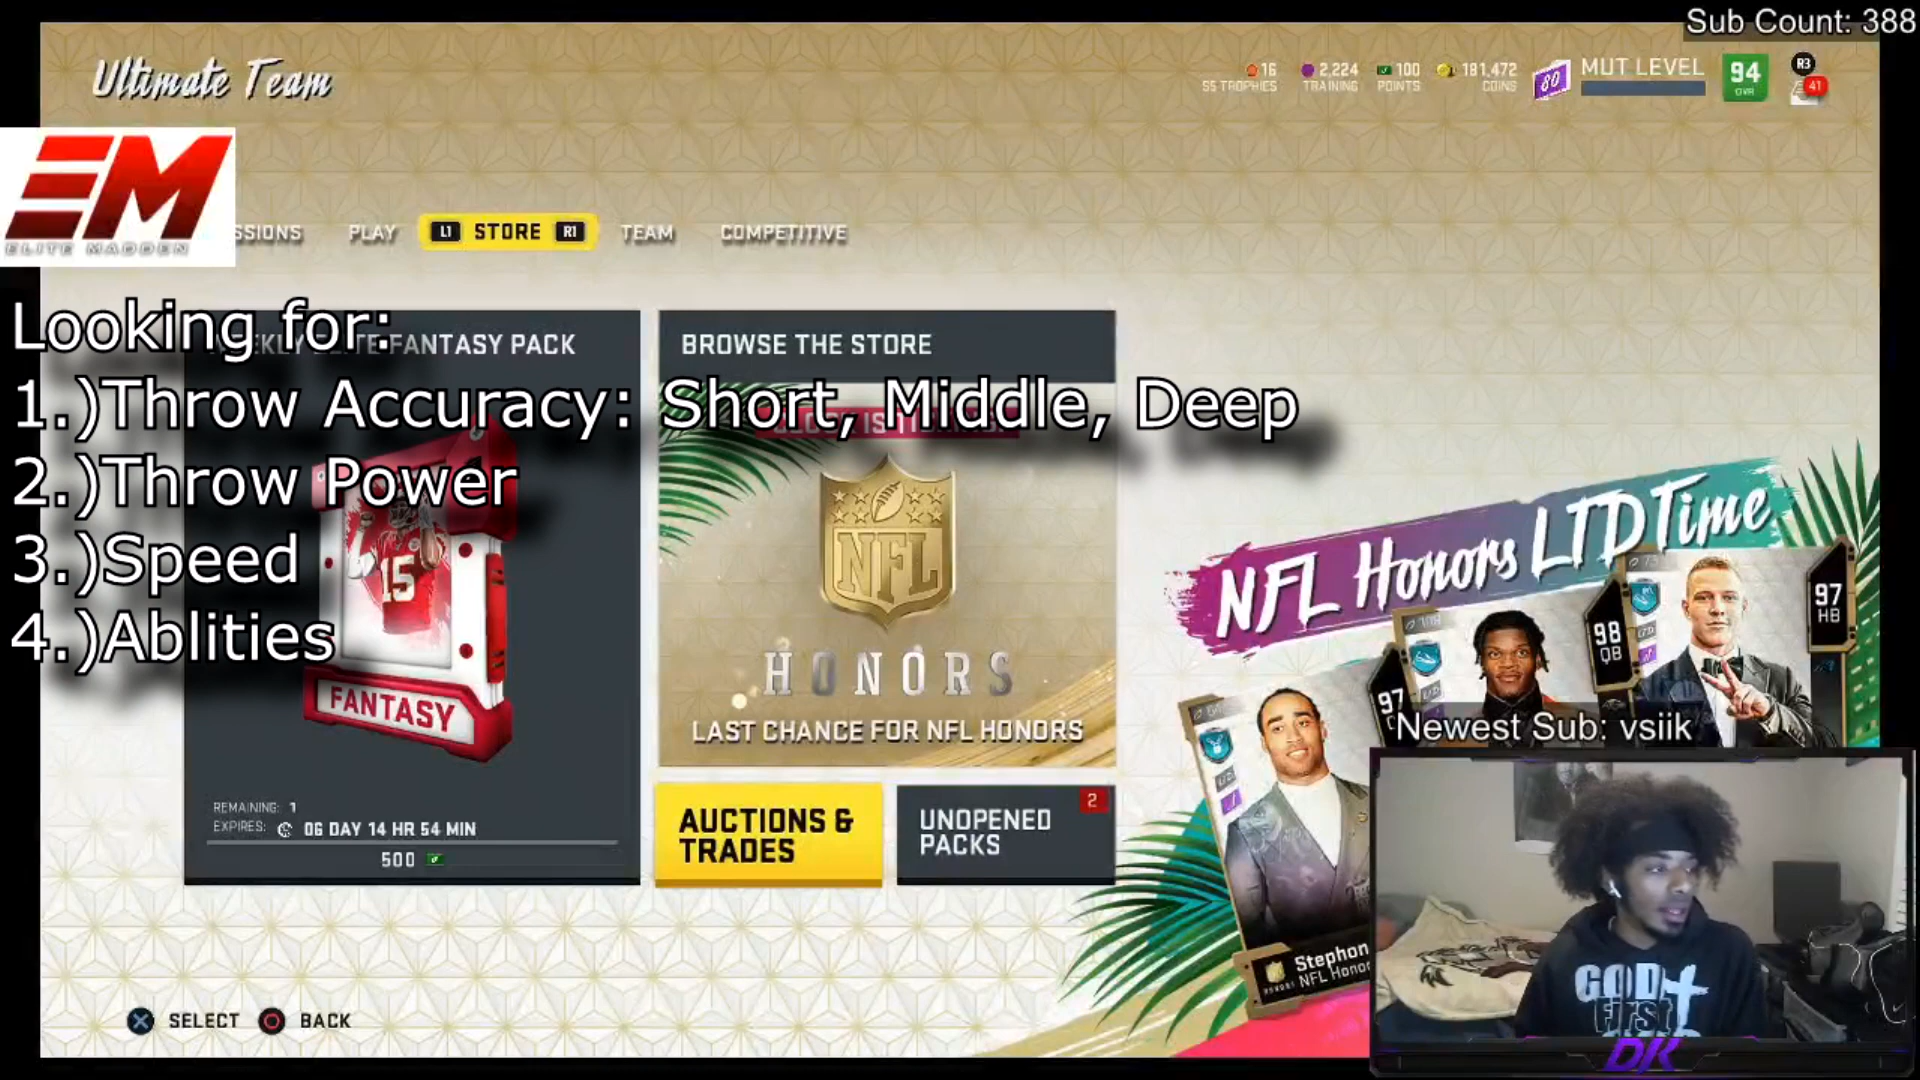 Sub Count: 388
Ultimate Team
16
SS TROPHIES
2,224
TRAINING
100
POINTS
181,472
COINS
80
MUT LEVEL
94
OVR
R3
41
EM
ELITE MADDEN
SSIONS
PLAY
L1
STORE
R1
TEAM
COMPETITIVE
Looking for:
FANTASY PACK
BROWSE THE STORE
1.)Throw Accuracy: Short, Middle, Deep
2.)Throw Power
3.)Speed
4.)Ablities
15
FANTASY
NFL
HONORS
LAST CHANCE FOR NFL HONORS
REMAINING: 1
EXPIRES: 06 DAY 14 HR 54 MIN
500
AUCTIONS &
TRADES
UNOPENED
PACKS
2
NFL Honors LTD Time
97
HB
98
QB
97
Newest Sub: vsiik
Stephon
NFL Honor
GOD
FIRST
DK
SELECT
BACK